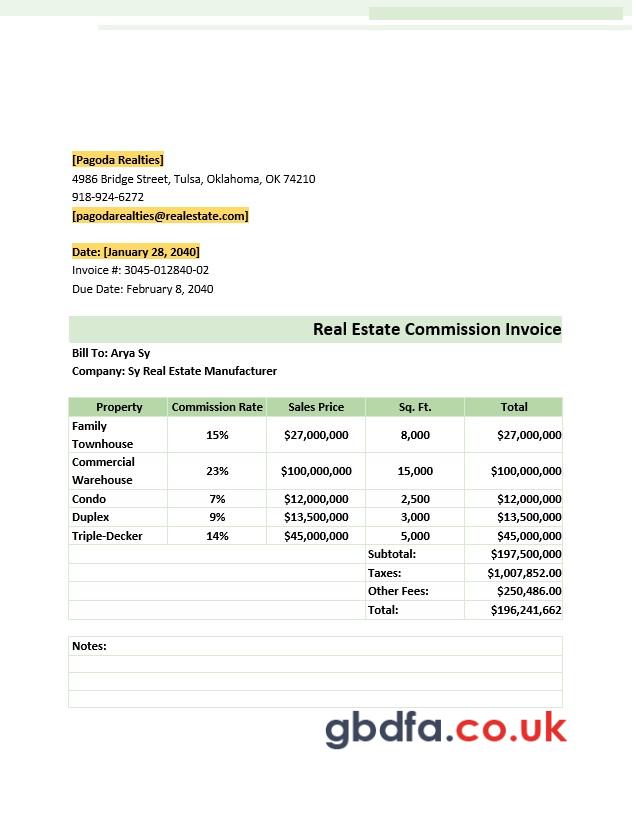 [Pagoda Realties]
4986 Bridge Street, Tulsa, Oklahoma, OK 74210
918-924-6272
[pagodarealties@realestate.com]
Date: [January 28, 2040]
Invoice #: 3045-012840-02
Due Date: February 8, 2040
Real Estate Commission Invoice
Bill To: Arya Sy
Company: Sy Real Estate Manufacturer
Property Commission Rate Sales Price Sq. Ft. Total
Family Townhouse 15% $27,000,000 8,000 $27,000,000
Commercial Warehouse 23% $100,000,000 15,000 $100,000,000
Condo 7% $12,000,000 2,500 $12,000,000
Duplex 9% $13,500,000 3,000 $13,500,000
Triple-Decker 14% $45,000,000 5,000 $45,000,000
Subtotal: $197,500,000
Taxes: $1,007,852.00
Other Fees: $250,486.00
Total: $196,241,662
Notes:
gbdfa.co.uk